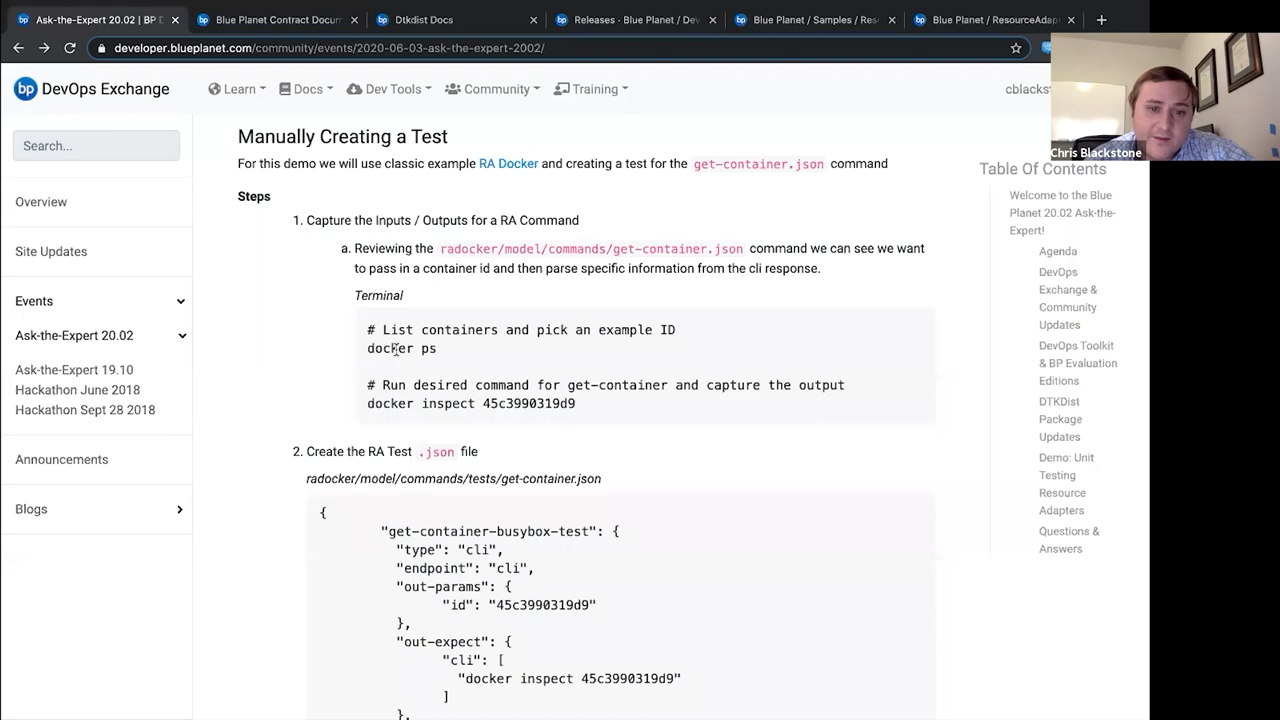 Ask-the-Expert 20.02 | BP D
Blue Planet Contract Docum
Dtkdist Docs
Releases · Blue Planet / Dev
Blue Planet / Samples / Res
Blue Planet / ResourceAdap
developer.blueplanet.com/community/events/2020-06-03-ask-the-expert-2002/
bp DevOps Exchange
Learn
Docs
Dev Tools
Community
Training
cblackst
Chris Blackstone
Search...
Overview
Site Updates
Events
Ask-the-Expert 20.02
Ask-the-Expert 19.10
Hackathon June 2018
Hackathon Sept 28 2018
Announcements
Blogs
Manually Creating a Test
For this demo we will use classic example RA Docker and creating a test for the get-container.json command
Steps
1. Capture the Inputs / Outputs for a RA Command
a. Reviewing the radocker/model/commands/get-container.json command we can see we want
to pass in a container id and then parse specific information from the cli response.
Terminal
# List containers and pick an example ID
docker ps
# Run desired command for get-container and capture the output
docker inspect 45c3990319d9
2. Create the RA Test .json file
radocker/model/commands/tests/get-container.json
{
"get-container-busybox-test": {
"type": "cli",
"endpoint": "cli",
"out-params": {
"id": "45c3990319d9"
},
"out-expect": {
"cli": [
"docker inspect 45c3990319d9"
]
},
Table Of Contents
Welcome to the Blue
Planet 20.02 Ask-the-
Expert!
Agenda
DevOps
Exchange &
Community
Updates
DevOps Toolkit
& BP Evaluation
Editions
DTKDist
Package
Updates
Demo: Unit
Testing
Resource
Adapters
Questions &
Answers